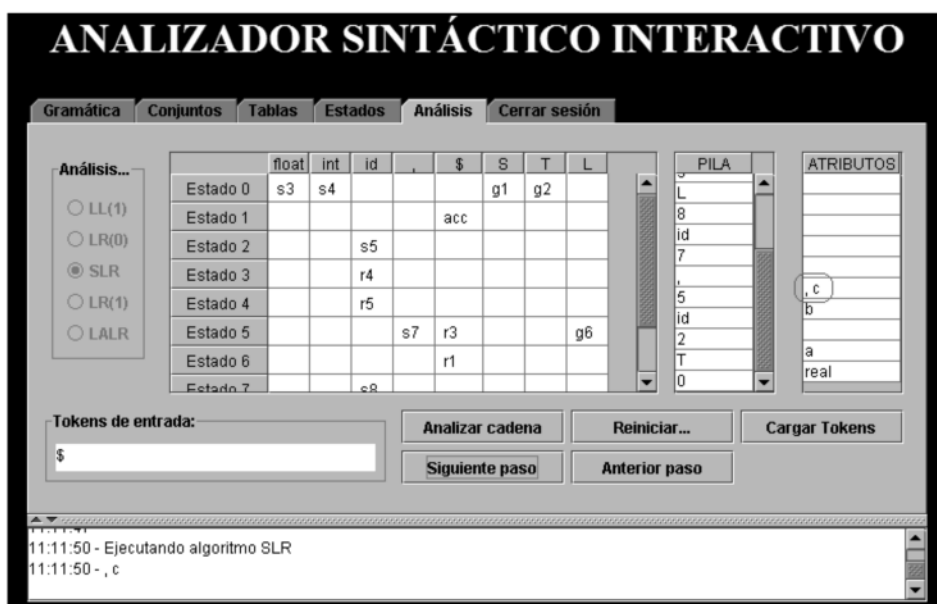 ANALIZADOR SINTÁCTICO INTERACTIVO
Gramática Conjuntos Tablas Estados Análisis Cerrar sesión
Análisis...
LL(1)
LR(0)
SLR
LR(1)
LALR
float int id , $ S T L
Estado 0 s3 s4 g1 g2
Estado 1 acc
Estado 2 s5
Estado 3 r4
Estado 4 r5
Estado 5 s7 r3 g6
Estado 6 r1
Estado 7 s8
PILA
L
8
id
7
,
5
id
2
T
0
ATRIBUTOS
, c
b
a
real
Tokens de entrada:
$
Analizar cadena Reiniciar... Cargar Tokens
Siguiente paso Anterior paso
11:11:50 - Ejecutando algoritmo SLR
11:11:50 - , c